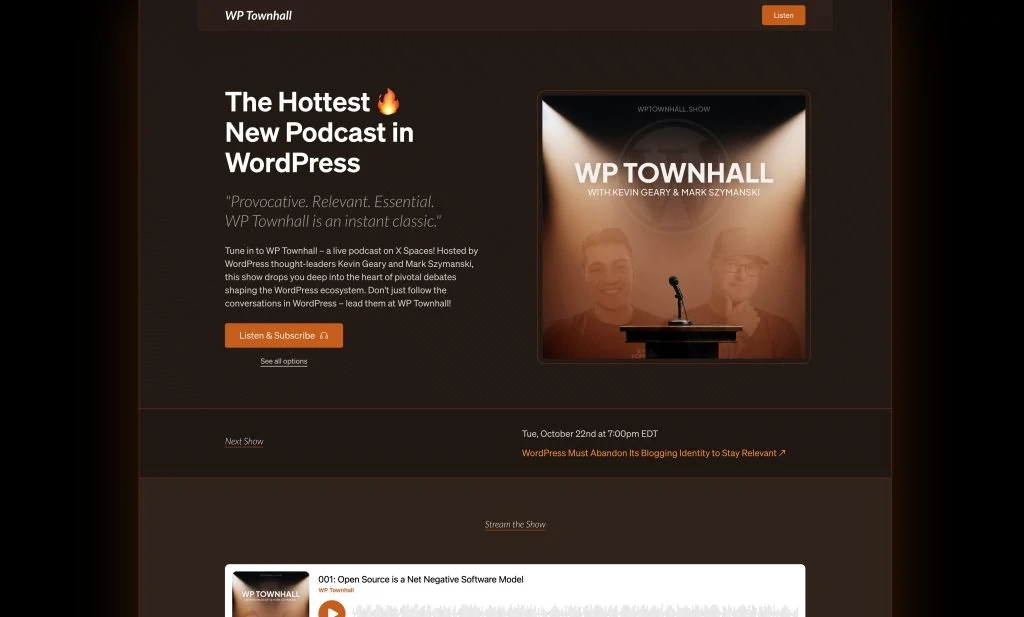 WP Townhall
Listen
The Hottest 🔥
New Podcast in
WordPress
"Provocative. Relevant. Essential.
WP Townhall is an instant classic."
Tune in to WP Townhall – a live podcast on X Spaces! Hosted by
WordPress thought-leaders Kevin Geary and Mark Szymanski,
this show drops you deep into the heart of pivotal debates
shaping the WordPress ecosystem. Don't just follow the
conversations in WordPress – lead them at WP Townhall!
Listen & Subscribe
See all options
WPTOWNHALL.SHOW
WP TOWNHALL
WITH KEVIN GEARY & MARK SZYMANSKI
Next Show
Tue, October 22nd at 7:00pm EDT
WordPress Must Abandon Its Blogging Identity to Stay Relevant ↗
Stream the Show
WP TOWNHALL
001: Open Source is a Net Negative Software Model
WP Townhall